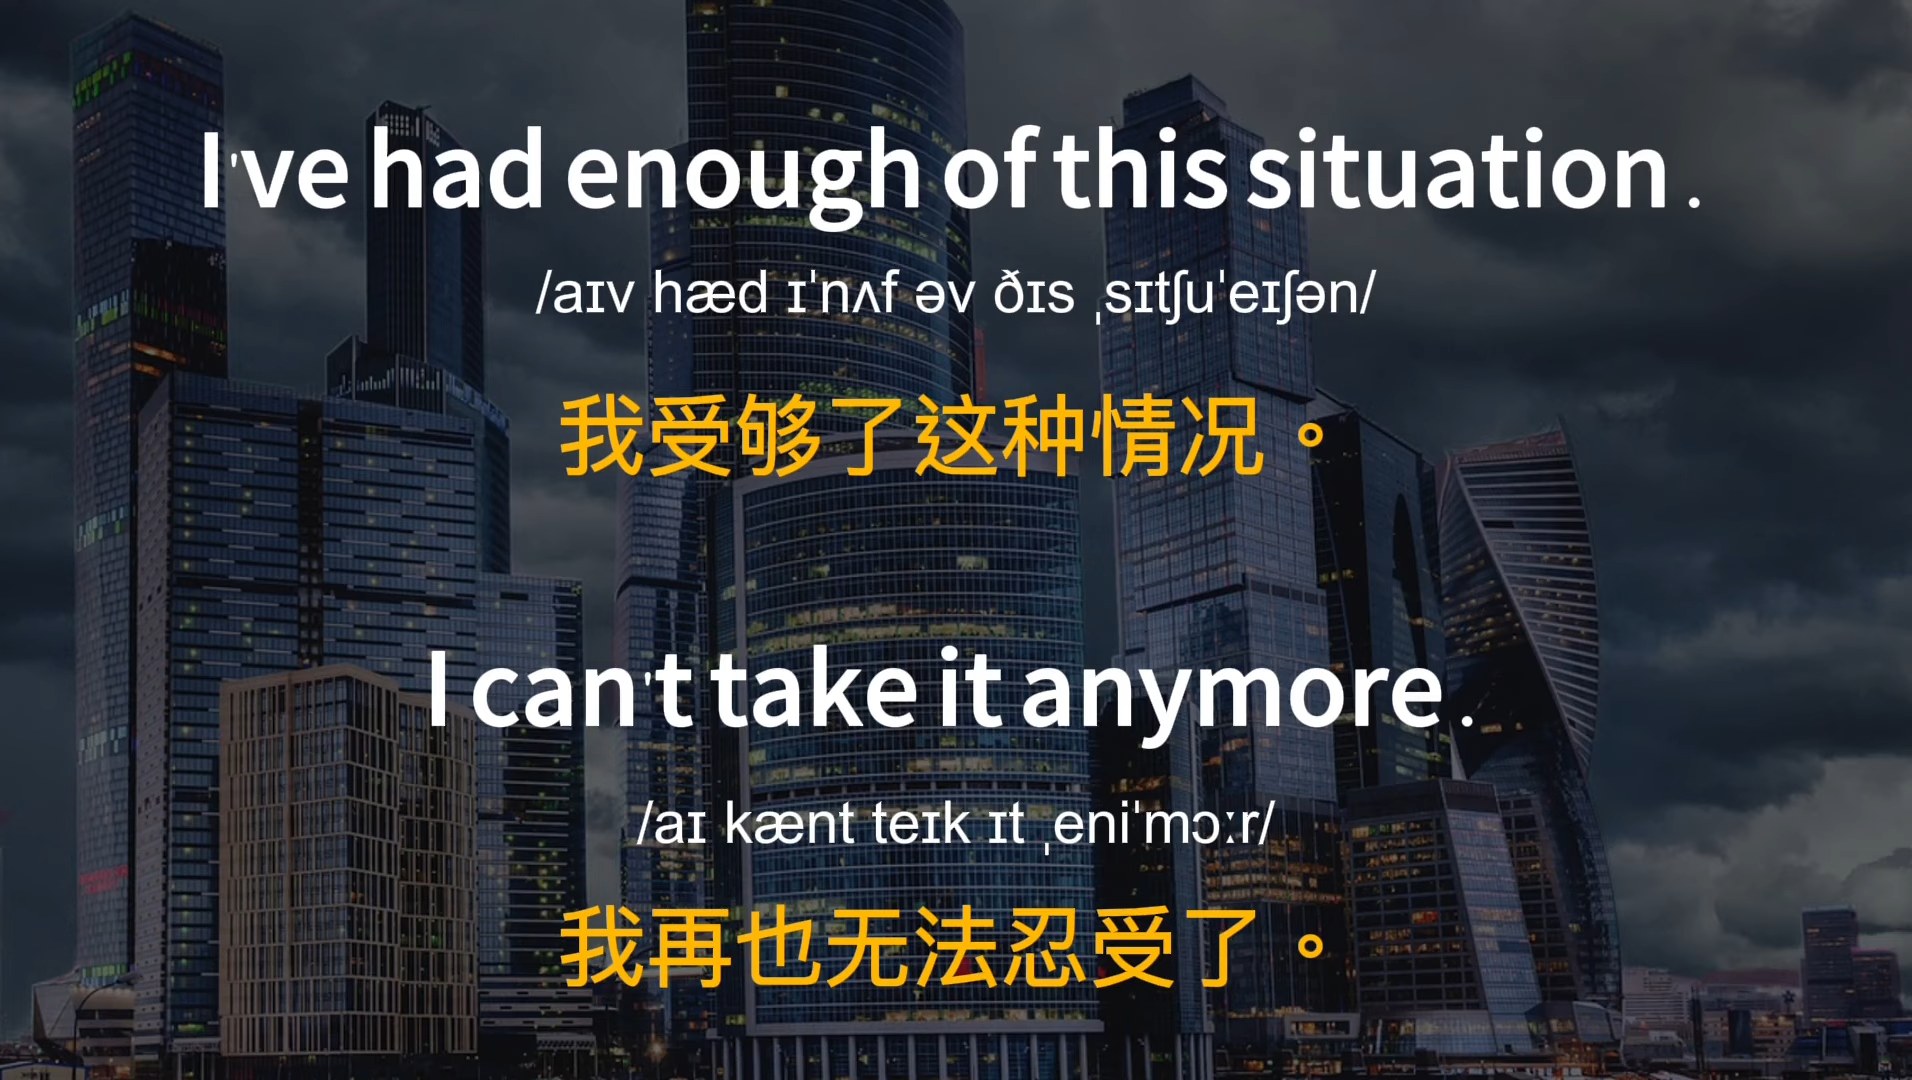 I've had enough of this situation.
/aɪv hæd ɪˈnʌf əv ðɪs ˌsɪtʃuˈeɪʃən/
我受够了这种情况。
I can't take it anymore.
/aɪ kænt teɪk ɪt ˌeniˈmɔːr/
我再也无法忍受了。